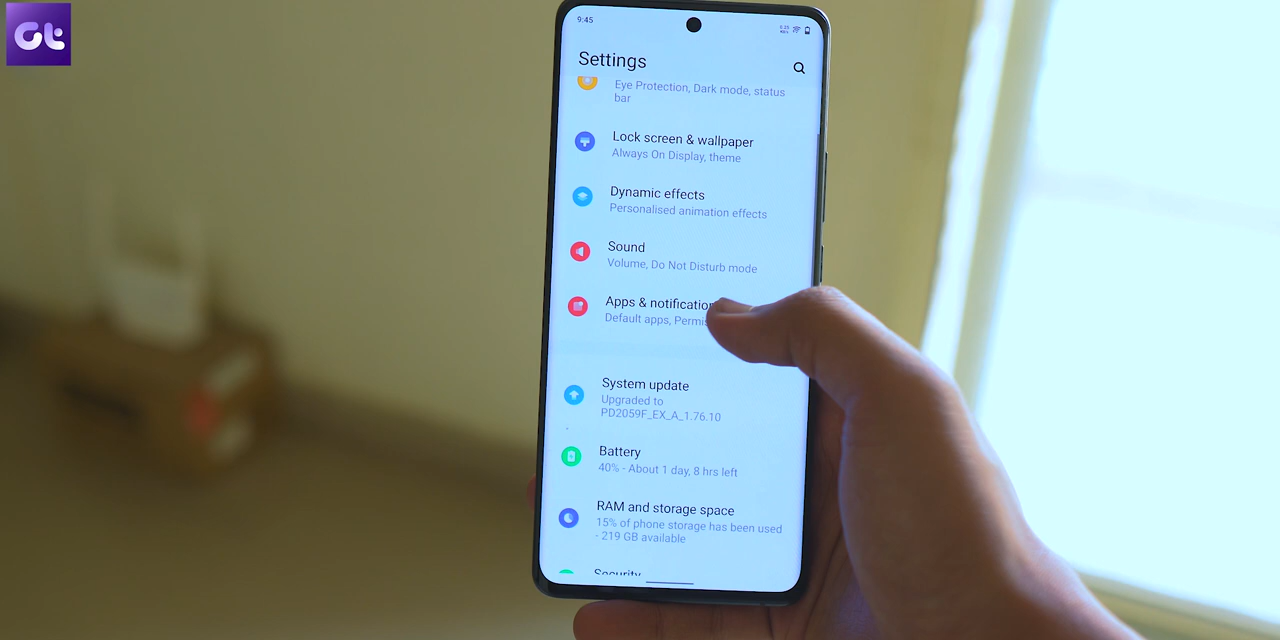 Gt
9:45
Settings
Eye Protection, Dark mode, status
bar
Lock screen & wallpaper
Always On Display, theme
Dynamic effects
Personalised animation effects
Sound
Volume, Do Not Disturb mode
Apps & notification
Default apps, Permis
System update
Upgraded to
PD2059F_EX_A_1.76.10
Battery
40% - About 1 day, 8 hrs left
RAM and storage space
15% of phone storage has been used
- 219 GB available
Security